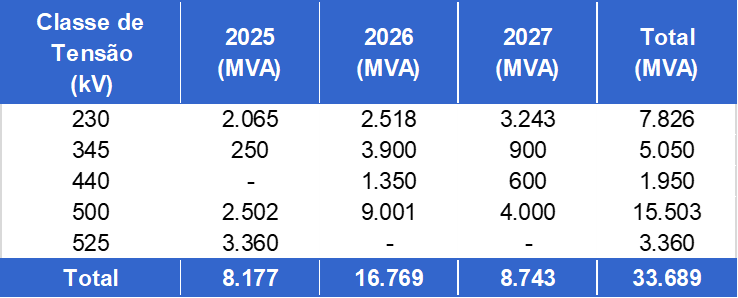 Classe de Tensão (kV) 2025 (MVA) 2026 (MVA) 2027 (MVA) Total (MVA)
230 2.065 2.518 3.243 7.826
345 250 3.900 900 5.050
440 - 1.350 600 1.950
500 2.502 9.001 4.000 15.503
525 3.360 - - 3.360
Total 8.177 16.769 8.743 33.689